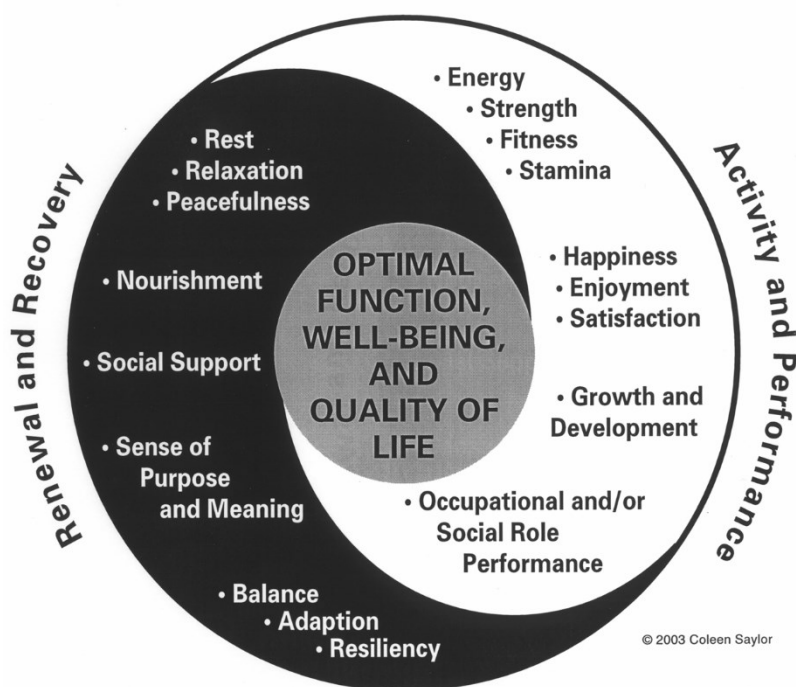 Renewal and Recovery
• Rest
• Relaxation
• Peacefulness
• Nourishment
• Social Support
• Sense of
Purpose
and Meaning
• Balance
• Adaption
• Resiliency
OPTIMAL
FUNCTION,
WELL-BEING,
AND
QUALITY OF
LIFE
• Energy
• Strength
• Fitness
• Stamina
• Happiness
• Enjoyment
• Satisfaction
• Growth and
Development
• Occupational and/or
Social Role
Performance
Activity and Performance
© 2003 Coleen Saylor